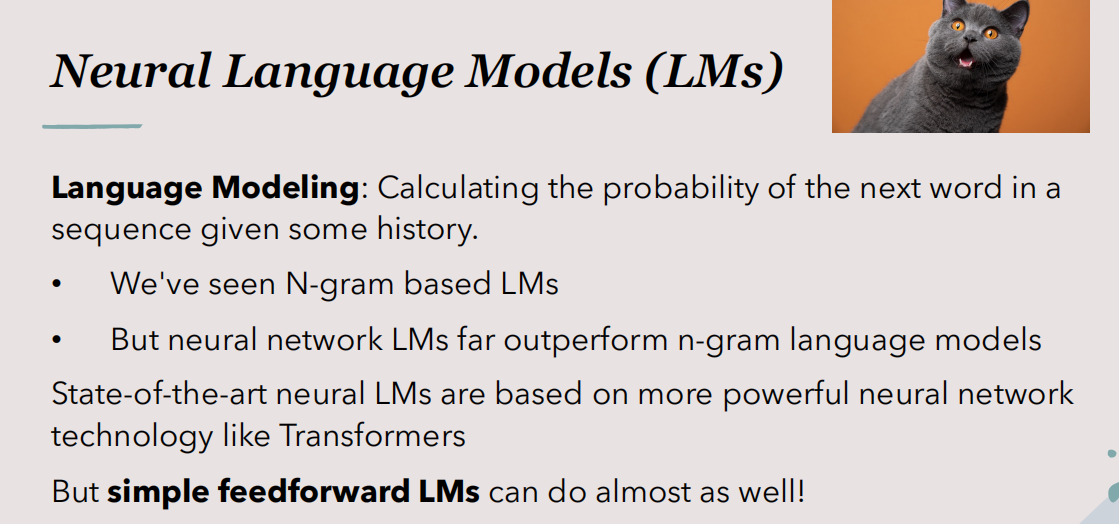 Neural Language Models (LMs)
Language Modeling: Calculating the probability of the next word in a
sequence given some history.
• We've seen N-gram based LMs
• But neural network LMs far outperform n-gram language models
State-of-the-art neural LMs are based on more powerful neural network
technology like Transformers
But simple feedforward LMs can do almost as well!